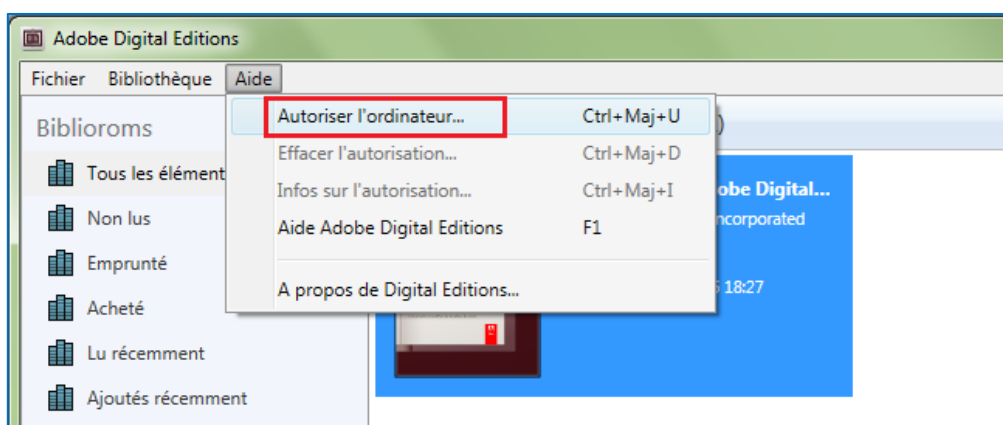 Adobe Digital Editions
Fichier Bibliothèque Aide
Biblioroms
Autoriser l'ordinateur... Ctrl+Maj+U
Effacer l'autorisation... Ctrl+Maj+D
Infos sur l'autorisation... Ctrl+Maj+I
Aide Adobe Digital Editions F1
A propos de Digital Editions...
Tous les élément
Non lus
Emprunté
Acheté
Lu récemment
Ajoutés récemment
obe Digital...
ncorporated
18:27